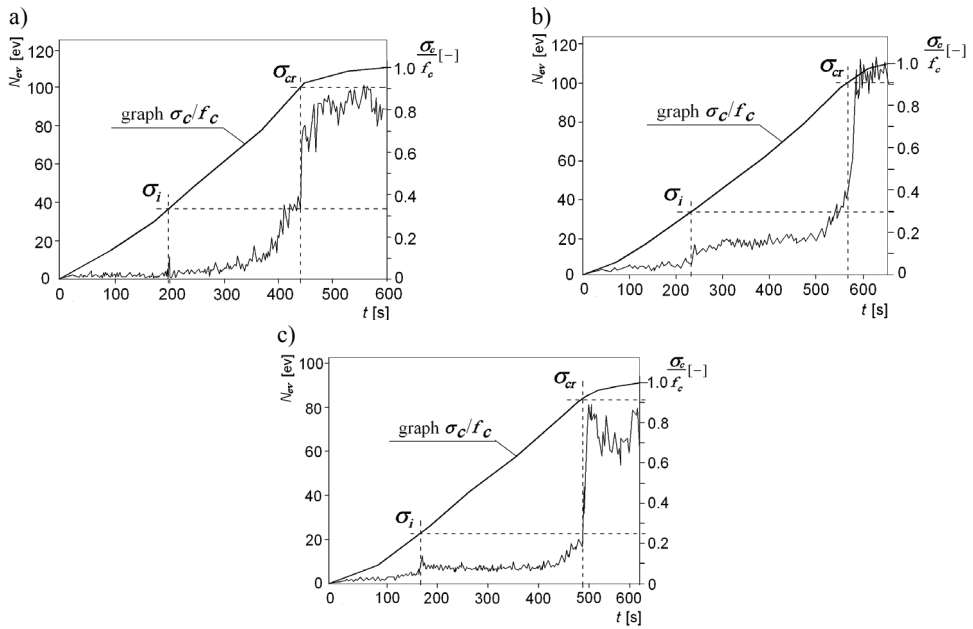 a)
N_ev [ev]
120
100
80
60
40
20
0
σ_cr
graph σ_c/f_c
σ_i
σ_c/f_c [–]
1.0
0.8
0.6
0.4
0.2
0
0 100 200 300 400 500 600
t [s]
b)
N_ev [ev]
120
100
80
60
40
20
0
σ_cr
graph σ_c/f_c
σ_i
σ_c/f_c [–]
1.0
0.8
0.6
0.4
0.2
0
0 100 200 300 400 500 600
t [s]
c)
N_ev [ev]
100
80
60
40
20
0
σ_cr
graph σ_c/f_c
σ_i
σ_c/f_c [–]
1.0
0.8
0.6
0.4
0.2
0
0 100 200 300 400 500 600
t [s]